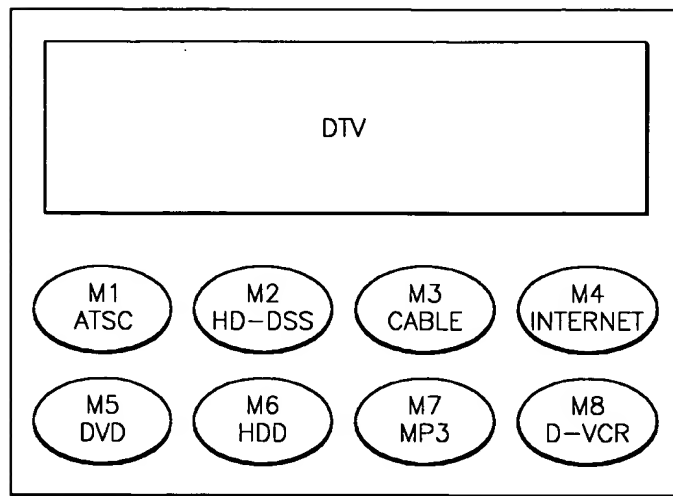 DTV
M1
ATSC
M2
HD-DSS
M3
CABLE
M4
INTERNET
M5
DVD
M6
HDD
M7
MP3
M8
D-VCR